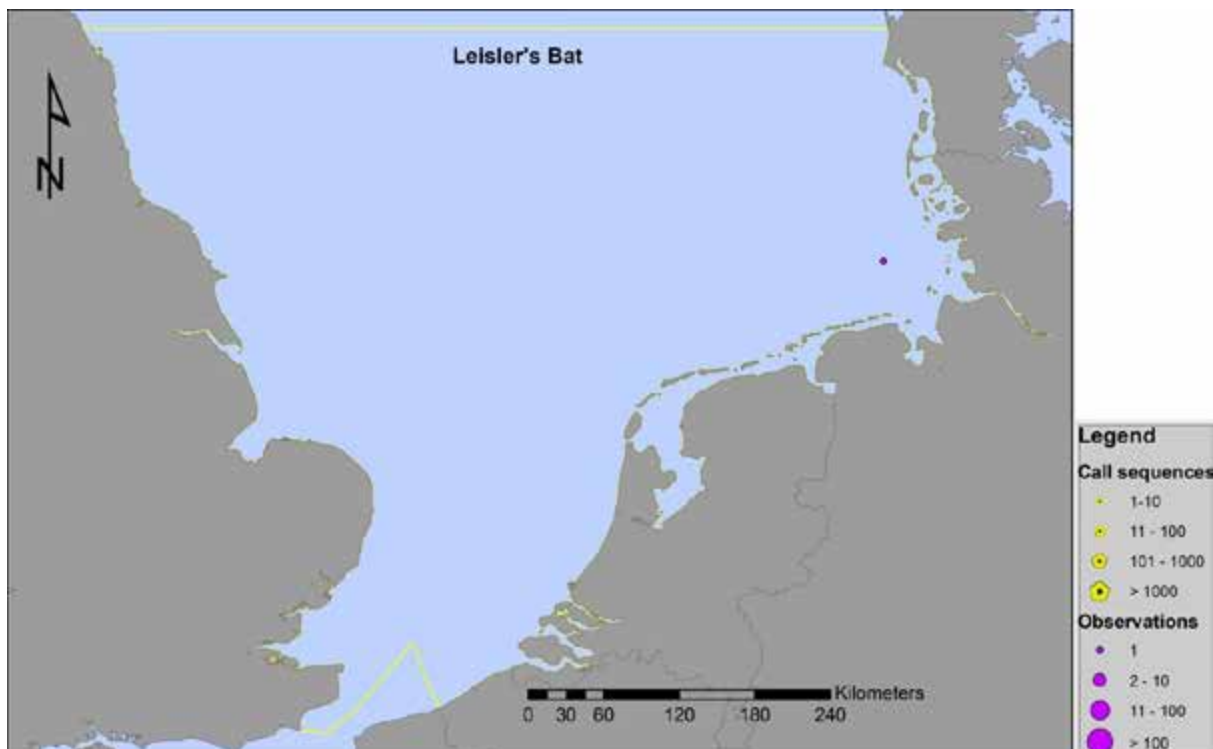 Leisler's Bat
N
Legend
Call sequences
1-10
11 - 100
101 - 1000
> 1000
Observations
1
2 - 10
11 - 100
> 100
Kilometers
0 30 60 120 180 240